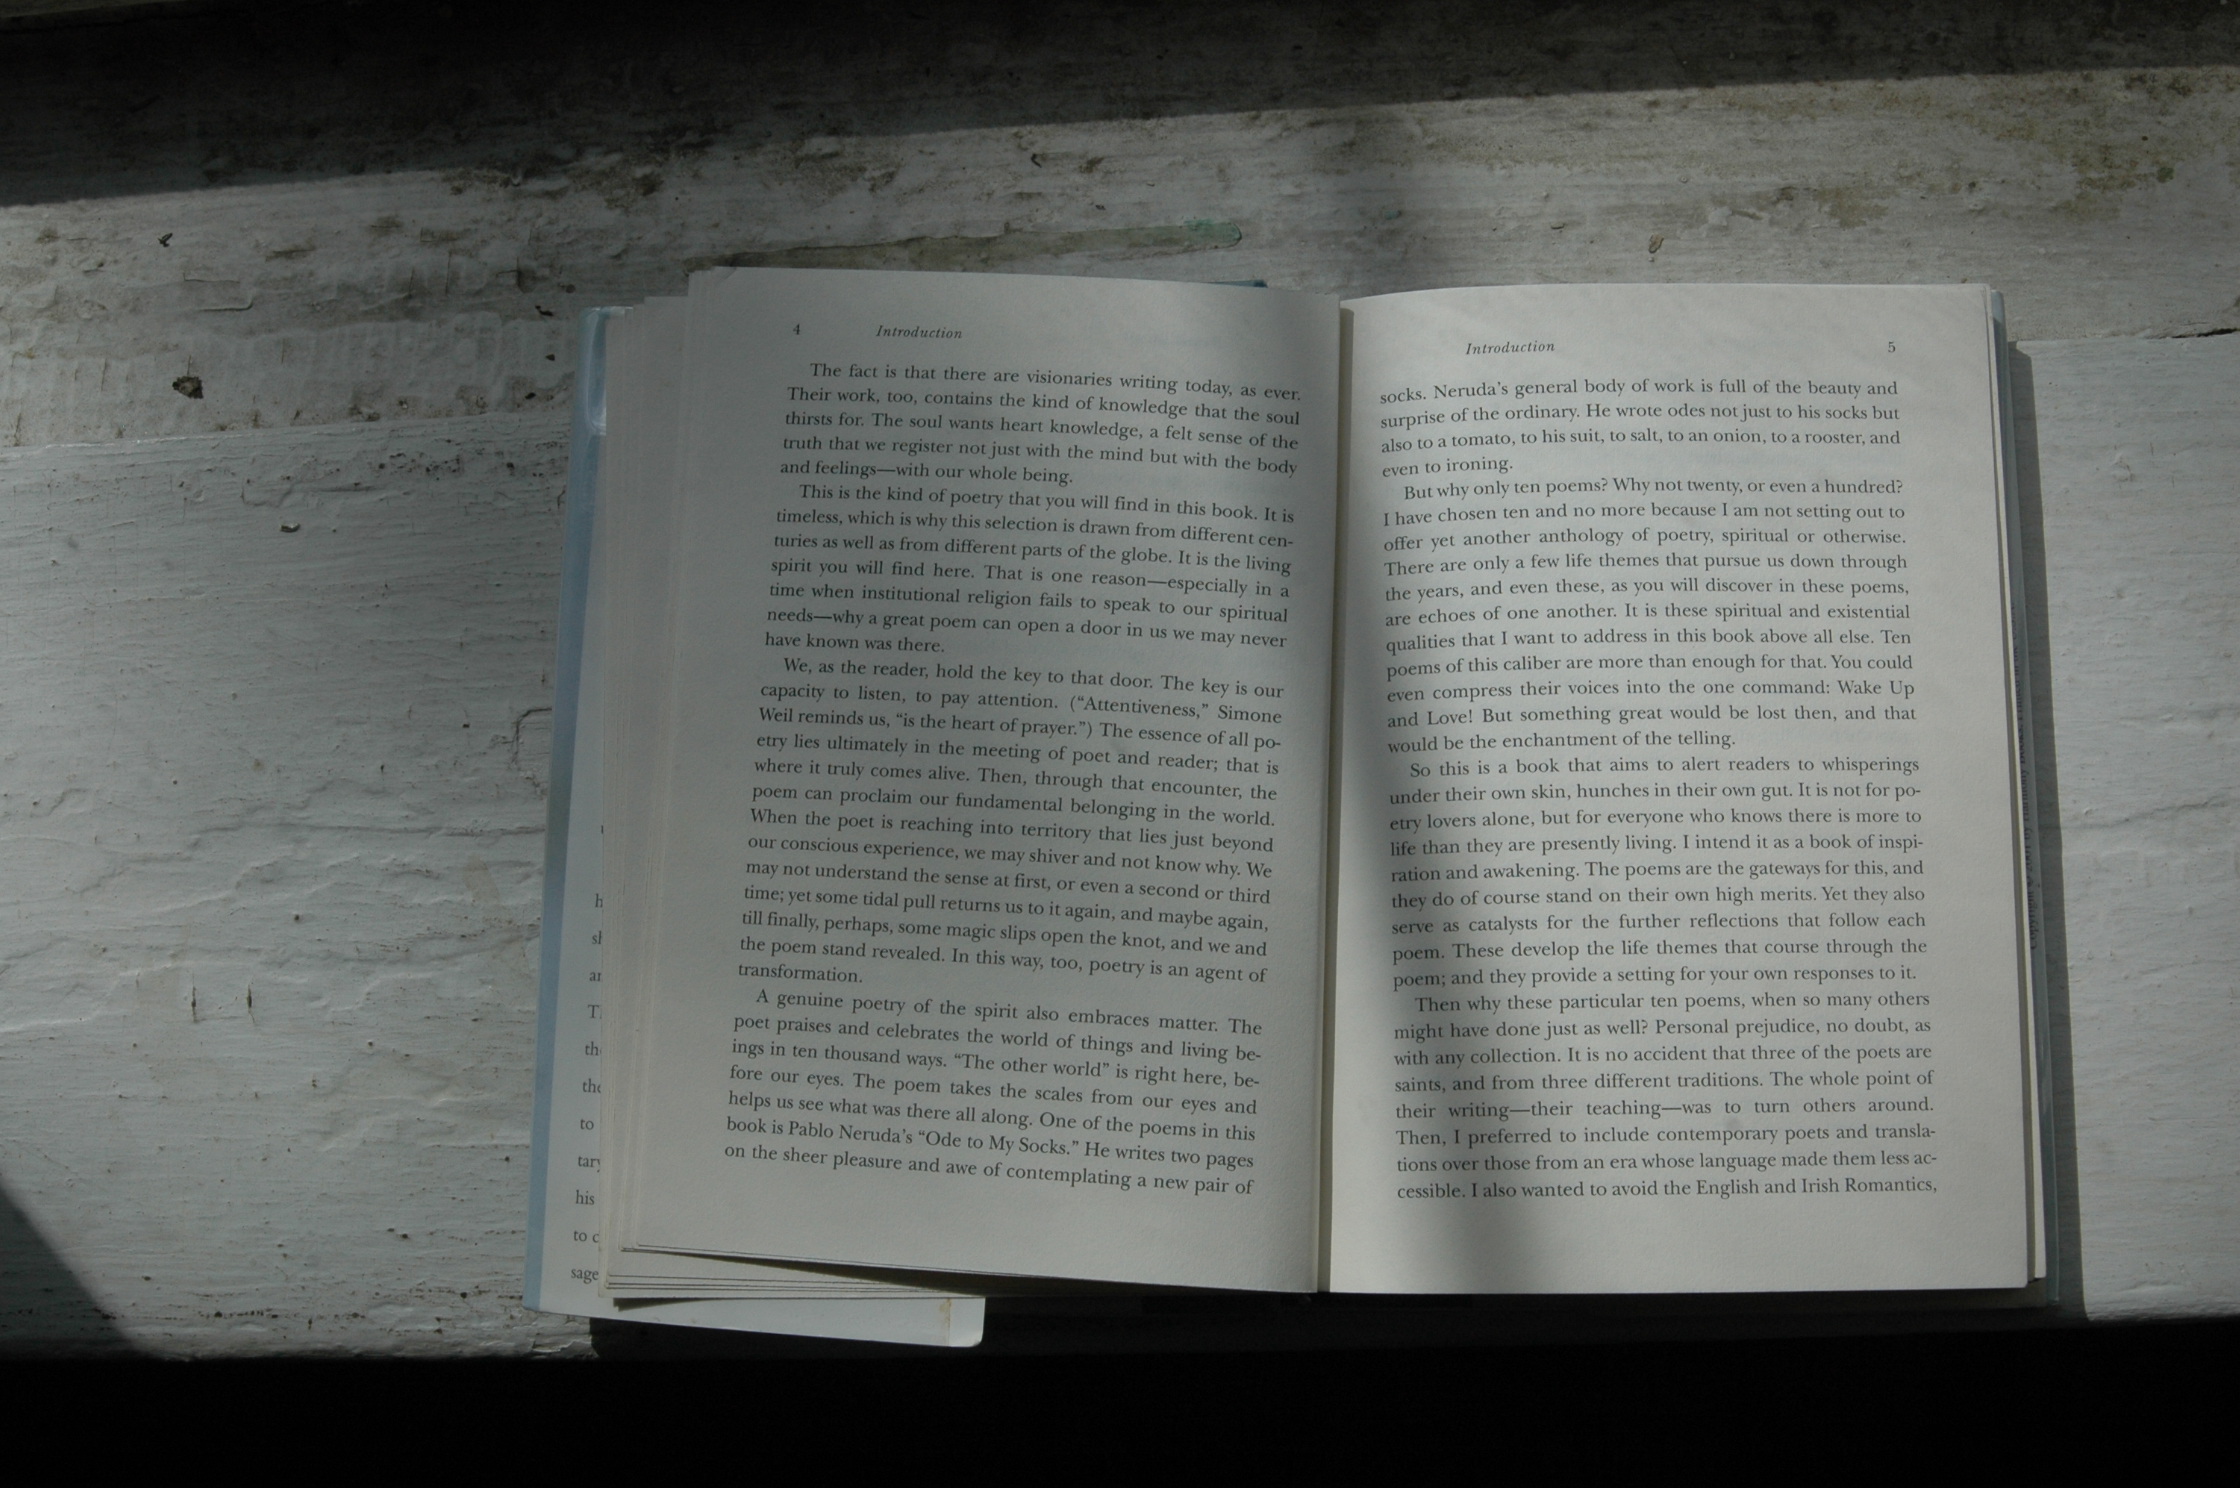 4 Introduction
The fact is that there are visionaries writing today, as ever.
Their work, too, contains the kind of knowledge that the soul
thirsts for. The soul wants heart knowledge, a felt sense of the
truth that we register not just with the mind but with the body
and feelings—with our whole being.
This is the kind of poetry that you will find in this book. It is
timeless, which is why this selection is drawn from different cen-
turies as well as from different parts of the globe. It is the living
spirit you will find here. That is one reason—especially in a
time when institutional religion fails to speak to our spiritual
needs—why a great poem can open a door in us we may never
have known was there.
We, as the reader, hold the key to that door. The key is our
capacity to listen, to pay attention. (“Attentiveness,” Simone
Weil reminds us, “is the heart of prayer.”) The essence of all po-
etry lies ultimately in the meeting of poet and reader; that is
where it truly comes alive. Then, through that encounter, the
poem can proclaim our fundamental belonging in the world.
When the poet is reaching into territory that lies just beyond
our conscious experience, we may shiver and not know why. We
may not understand the sense at first, or even a second or third
time; yet some tidal pull returns us to it again, and maybe again,
till finally, perhaps, some magic slips open the knot, and we and
the poem stand revealed. In this way, too, poetry is an agent of
transformation.
A genuine poetry of the spirit also embraces matter. The
poet praises and celebrates the world of things and living be-
ings in ten thousand ways. “The other world” is right here, be-
fore our eyes. The poem takes the scales from our eyes and
helps us see what was there all along. One of the poems in this
book is Pablo Neruda’s “Ode to My Socks.” He writes two pages
on the sheer pleasure and awe of contemplating a new pair of
Introduction 5
socks. Neruda’s general body of work is full of the beauty and
surprise of the ordinary. He wrote odes not just to his socks but
also to a tomato, to his suit, to salt, to an onion, to a rooster, and
even to ironing.
But why only ten poems? Why not twenty, or even a hundred?
I have chosen ten and no more because I am not setting out to
offer yet another anthology of poetry, spiritual or otherwise.
There are only a few life themes that pursue us down through
the years, and even these, as you will discover in these poems,
are echoes of one another. It is these spiritual and existential
qualities that I want to address in this book above all else. Ten
poems of this caliber are more than enough for that. You could
even compress their voices into the one command: Wake Up
and Love! But something great would be lost then, and that
would be the enchantment of the telling.
So this is a book that aims to alert readers to whisperings
under their own skin, hunches in their own gut. It is not for po-
etry lovers alone, but for everyone who knows there is more to
life than they are presently living. I intend it as a book of inspi-
ration and awakening. The poems are the gateways for this, and
they do of course stand on their own high merits. Yet they also
serve as catalysts for the further reflections that follow each
poem. These develop the life themes that course through the
poem; and they provide a setting for your own responses to it.
Then why these particular ten poems, when so many others
might have done just as well? Personal prejudice, no doubt, as
with any collection. It is no accident that three of the poets are
saints, and from three different traditions. The whole point of
their writing—their teaching—was to turn others around.
Then, I preferred to include contemporary poets and transla-
tions over those from an era whose language made them less ac-
cessible. I also wanted to avoid the English and Irish Romantics,
to
his
sage